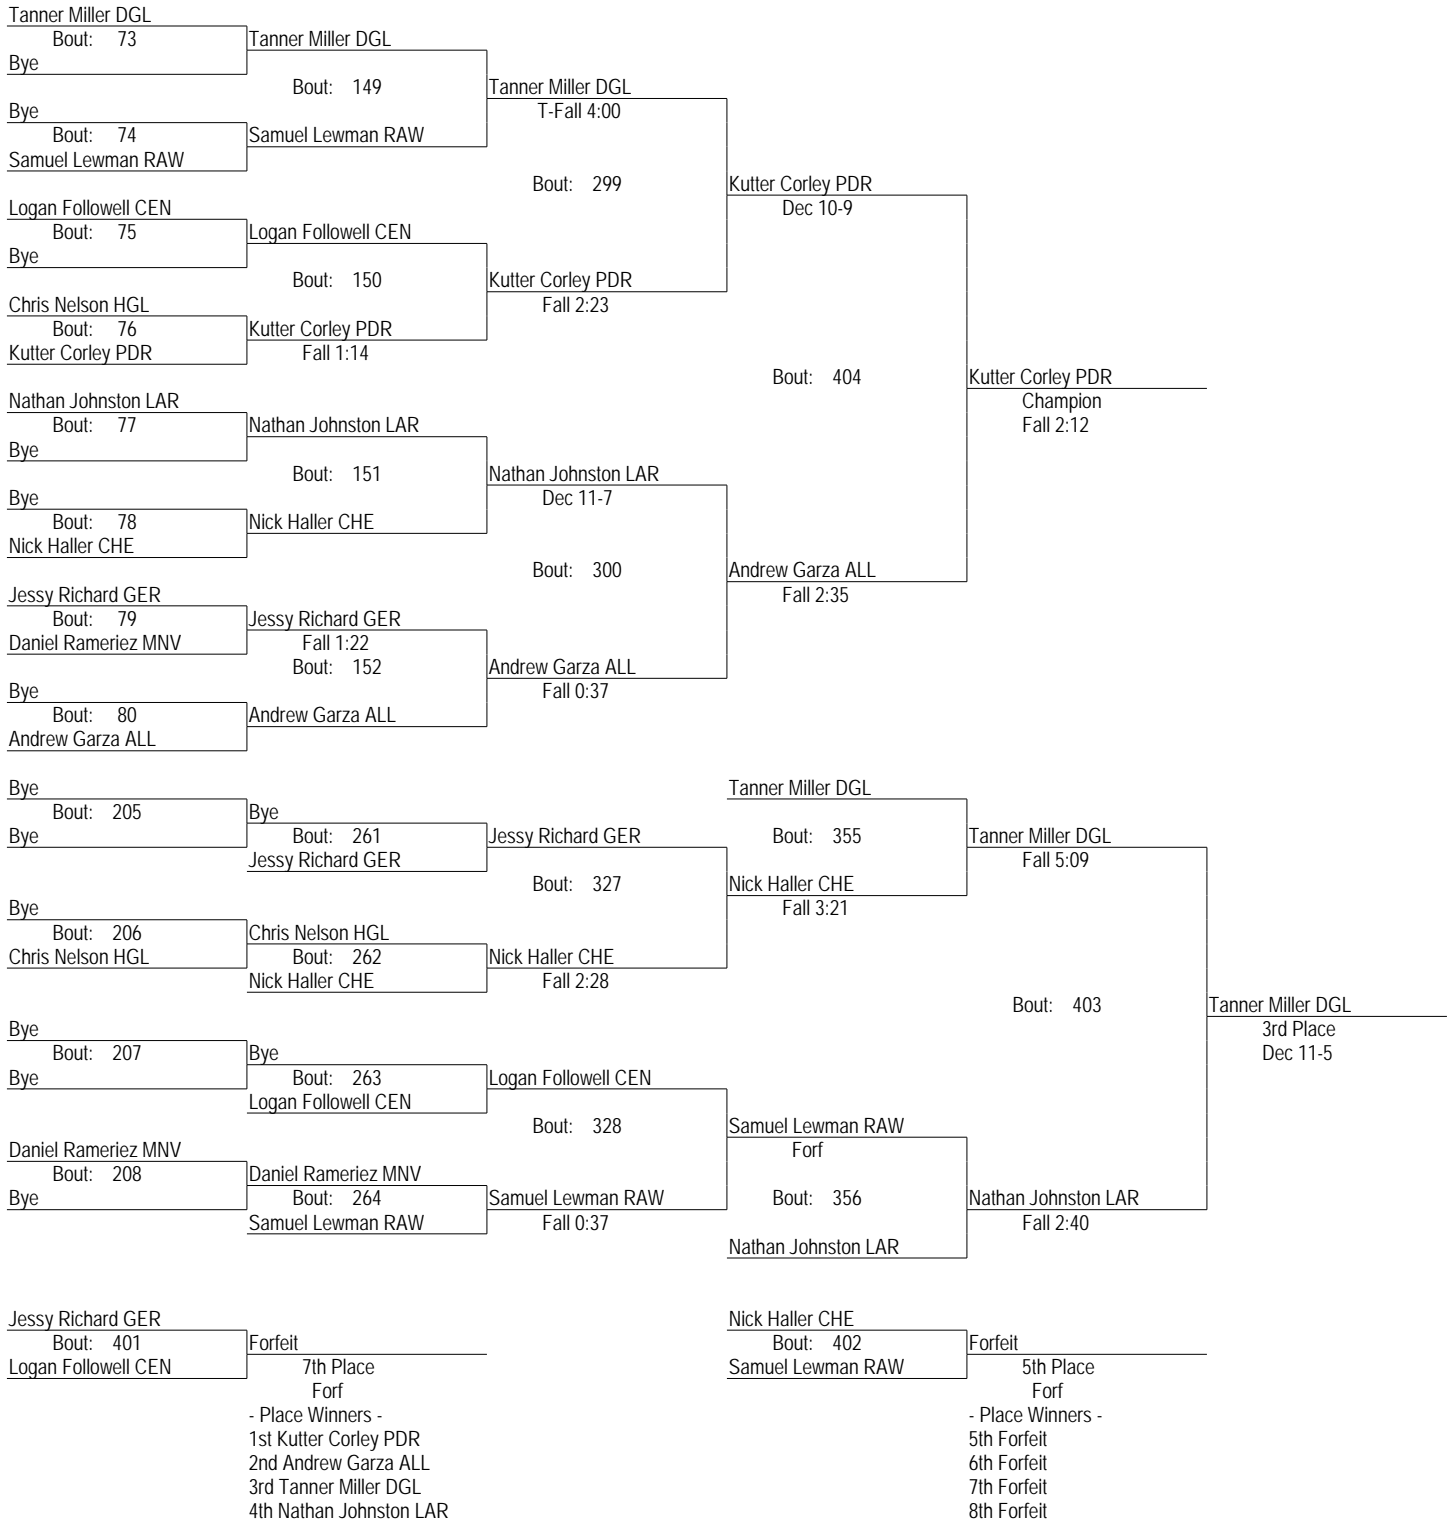 Tanner Miller DGL
Bout: 73 Tanner Miller DGL
Bye
Bout: 149 Tanner Miller DGL
Bye T-Fall 4:00
Bout: 74 Samuel Lewman RAW
Samuel Lewman RAW
Bout: 299 Kutter Corley PDR
Logan Followell CEN Dec 10-9
Bout: 75 Logan Followell CEN
Bye
Bout: 150 Kutter Corley PDR
Chris Nelson HGL Fall 2:23
Bout: 76 Kutter Corley PDR
Kutter Corley PDR Fall 1:14
Bout: 404 Kutter Corley PDR
Nathan Johnston LAR Champion
Bout: 77 Nathan Johnston LAR Fall 2:12
Bye
Bout: 151 Nathan Johnston LAR
Bye Dec 11-7
Bout: 78 Nick Haller CHE
Nick Haller CHE
Bout: 300 Andrew Garza ALL
Jessy Richard GER Fall 2:35
Bout: 79 Jessy Richard GER
Daniel Rameriez MNV Fall 1:22
Bout: 152 Andrew Garza ALL
Bye Fall 0:37
Bout: 80 Andrew Garza ALL
Andrew Garza ALL
Bye Tanner Miller DGL
Bout: 205 Bye
Bye Bout: 261 Jessy Richard GER Bout: 355 Tanner Miller DGL
Jessy Richard GER Fall 5:09
Bout: 327 Nick Haller CHE
Bye Fall 3:21
Bout: 206 Chris Nelson HGL
Chris Nelson HGL Bout: 262 Nick Haller CHE
Nick Haller CHE Fall 2:28
Bout: 403 Tanner Miller DGL
Bye 3rd Place
Bout: 207 Bye Dec 11-5
Bye Bout: 263 Logan Followell CEN
Logan Followell CEN
Bout: 328 Samuel Lewman RAW
Daniel Rameriez MNV Forf
Bout: 208 Daniel Rameriez MNV
Bye Bout: 264 Samuel Lewman RAW Bout: 356 Nathan Johnston LAR
Samuel Lewman RAW Fall 0:37 Fall 2:40
Nathan Johnston LAR
Jessy Richard GER Nick Haller CHE
Bout: 401 Forfeit Bout: 402 Forfeit
Logan Followell CEN 7th Place Samuel Lewman RAW 5th Place
Forf Forf
- Place Winners - - Place Winners -
1st Kutter Corley PDR 5th Forfeit
2nd Andrew Garza ALL 6th Forfeit
3rd Tanner Miller DGL 7th Forfeit
4th Nathan Johnston LAR 8th Forfeit